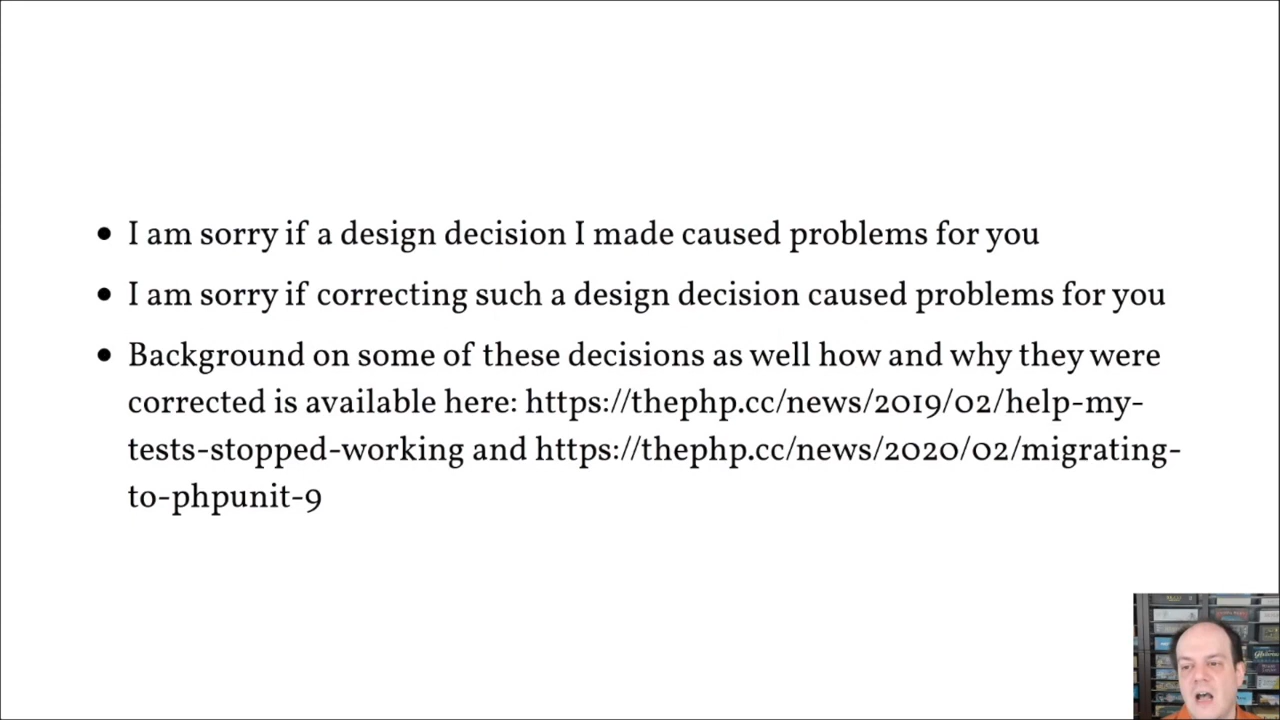 • I am sorry if a design decision I made caused problems for you
• I am sorry if correcting such a design decision caused problems for you
• Background on some of these decisions as well how and why they were
corrected is available here: https://thephp.cc/news/2019/02/help-my-
tests-stopped-working and https://thephp.cc/news/2020/02/migrating-
to-phpunit-9